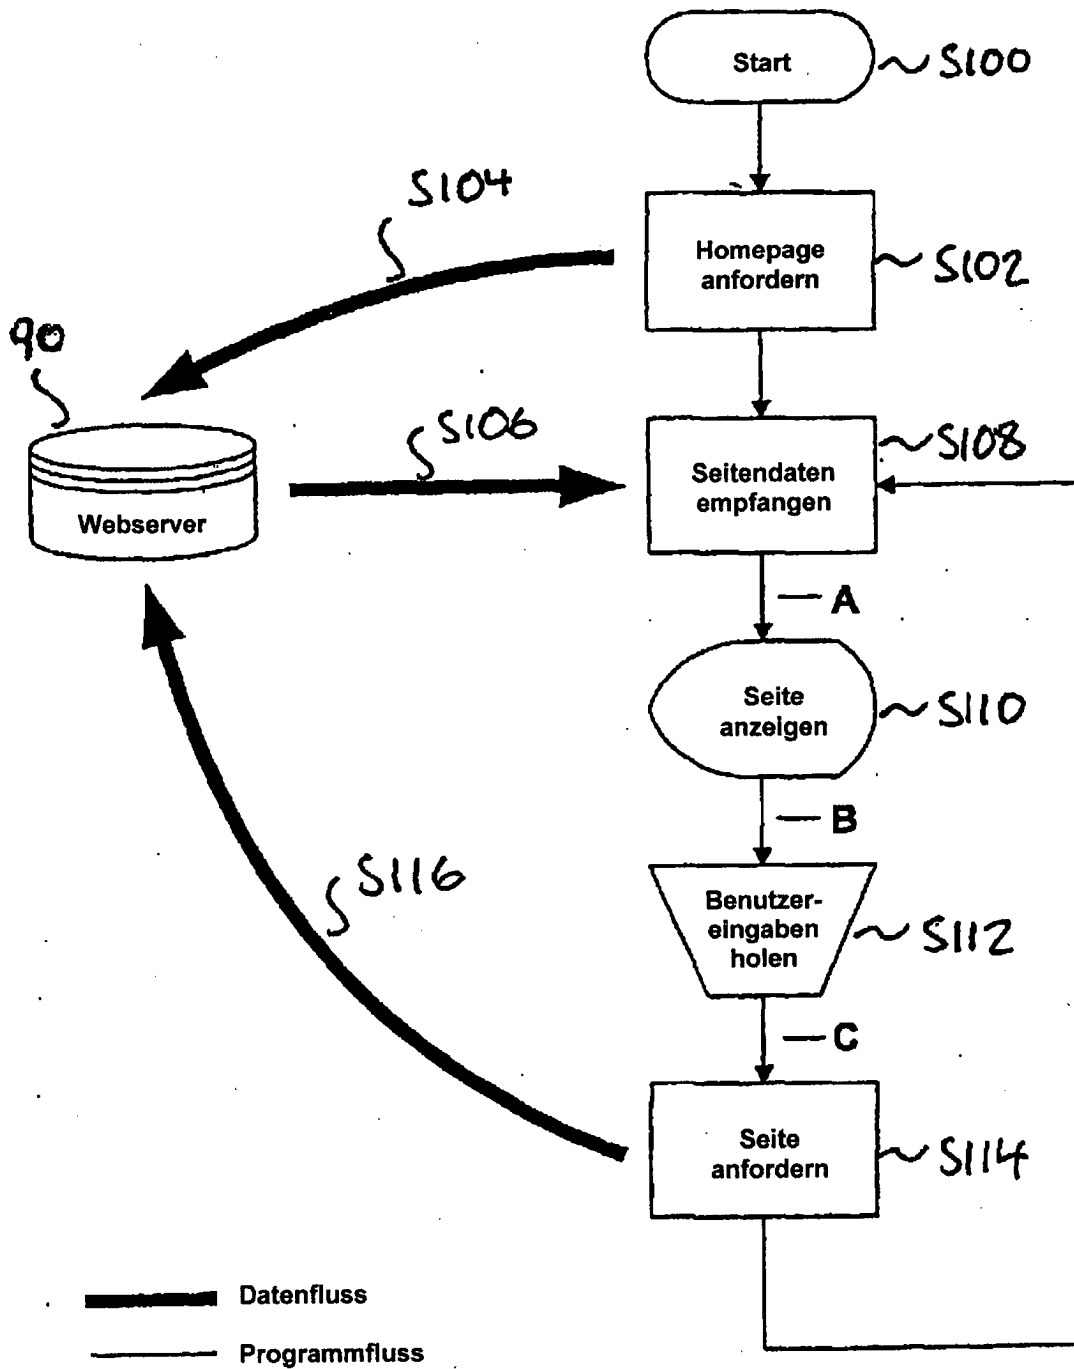 Start
S100
S104
Homepage
anfordern
S102
90
S106
S108
Seitendaten
empfangen
Webserver
A
Seite
anzeigen
S110
B
S116
Benutzer-
eingaben
holen
S112
C
Seite
anfordern
S114
Datenfluss
Programmfluss